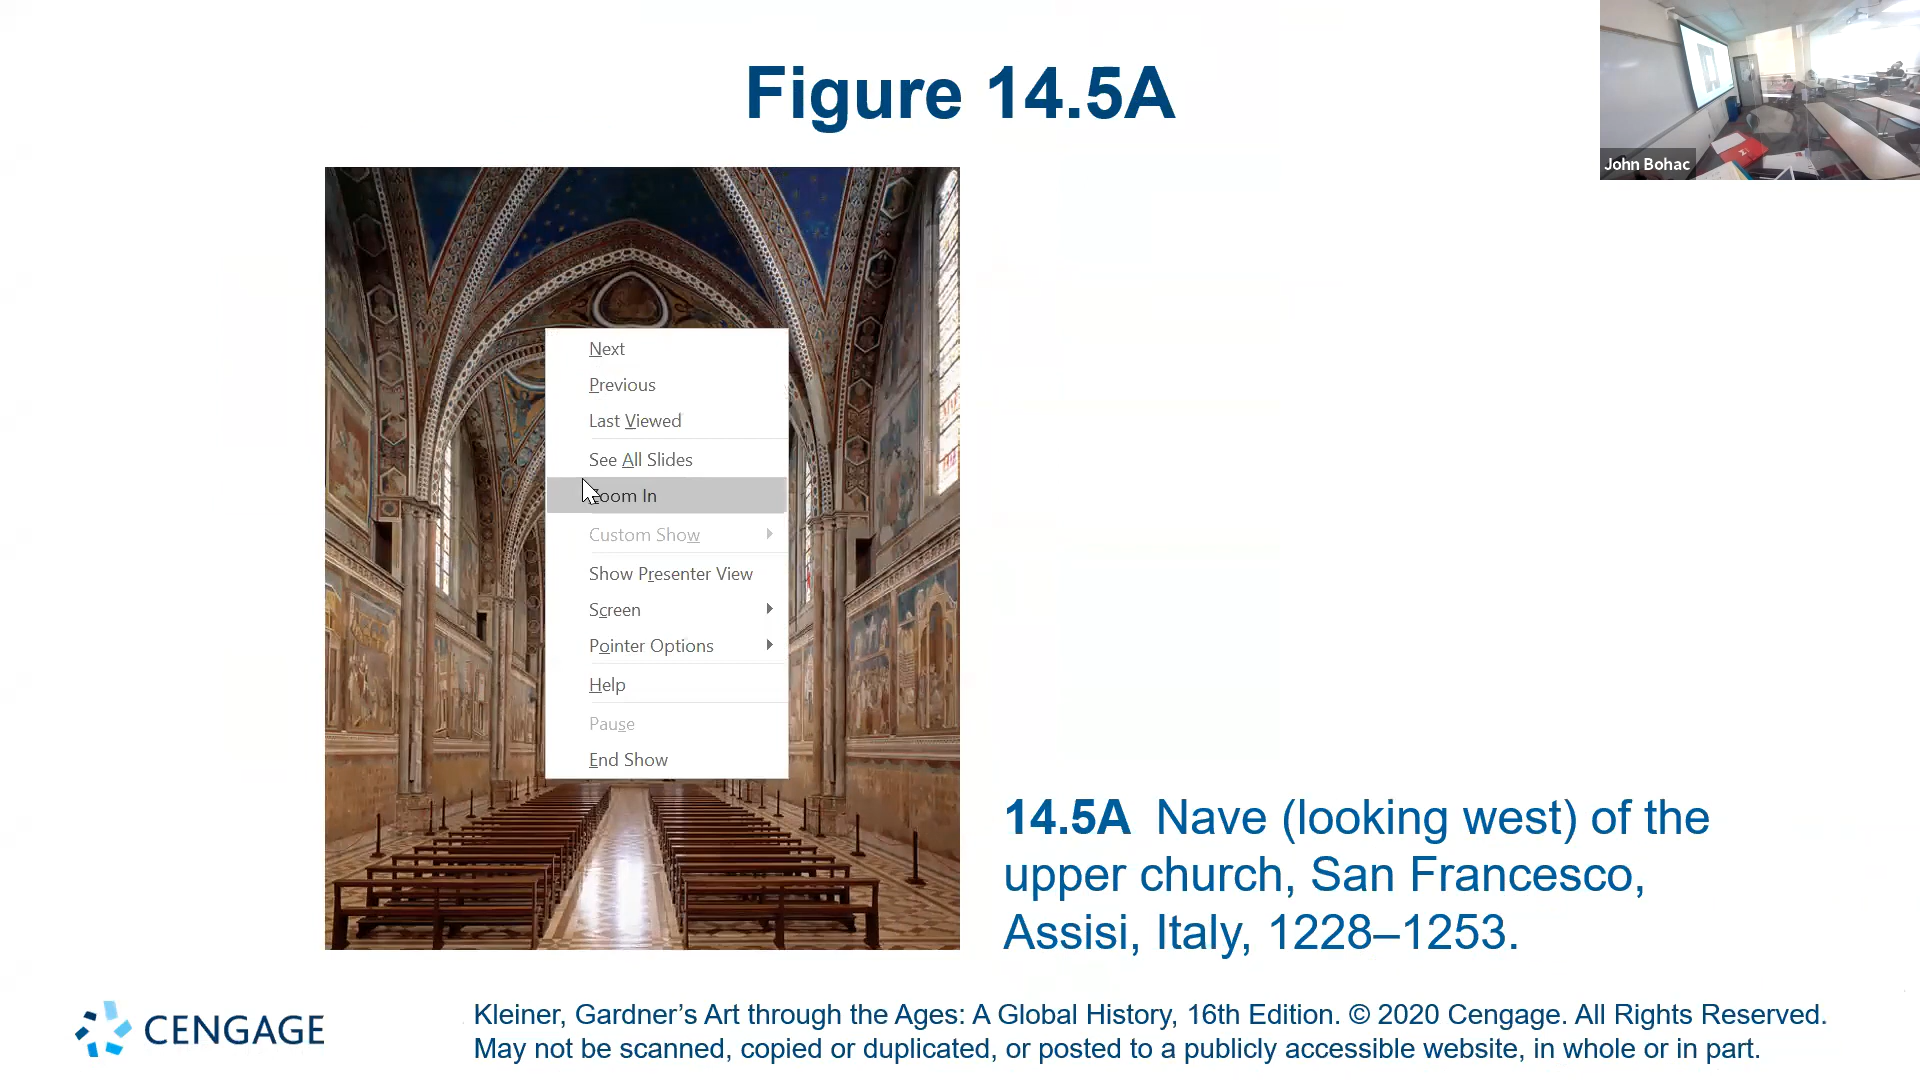 Figure 14.5A
John Bohac
Next
Previous
Last Viewed
See All Slides
Zoom In
Custom Show
Show Presenter View
Screen
Pointer Options
Help
Pause
End Show
14.5A Nave (looking west) of the
upper church, San Francesco,
Assisi, Italy, 1228–1253.
CENGAGE
Kleiner, Gardner’s Art through the Ages: A Global History, 16th Edition. © 2020 Cengage. All Rights Reserved.
May not be scanned, copied or duplicated, or posted to a publicly accessible website, in whole or in part.